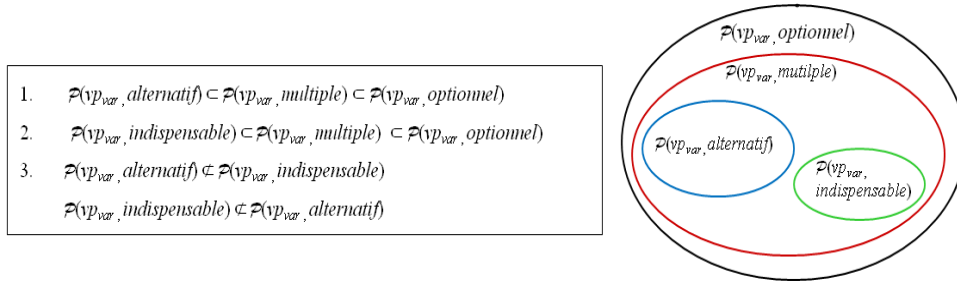 1. 𝒫(vp_var, alternatif) ⊂ 𝒫(vp_var, multiple) ⊂ 𝒫(vp_var, optionnel)
2. 𝒫(vp_var, indispensable) ⊂ 𝒫(vp_var, multiple) ⊂ 𝒫(vp_var, optionnel)
3. 𝒫(vp_var, alternatif) ⊄ 𝒫(vp_var, indispensable)
𝒫(vp_var, indispensable) ⊄ 𝒫(vp_var, alternatif)
𝒫(vp_var, optionnel)
𝒫(vp_var, mutilple)
𝒫(vp_var, alternatif)
𝒫(vp_var,
indispensable)